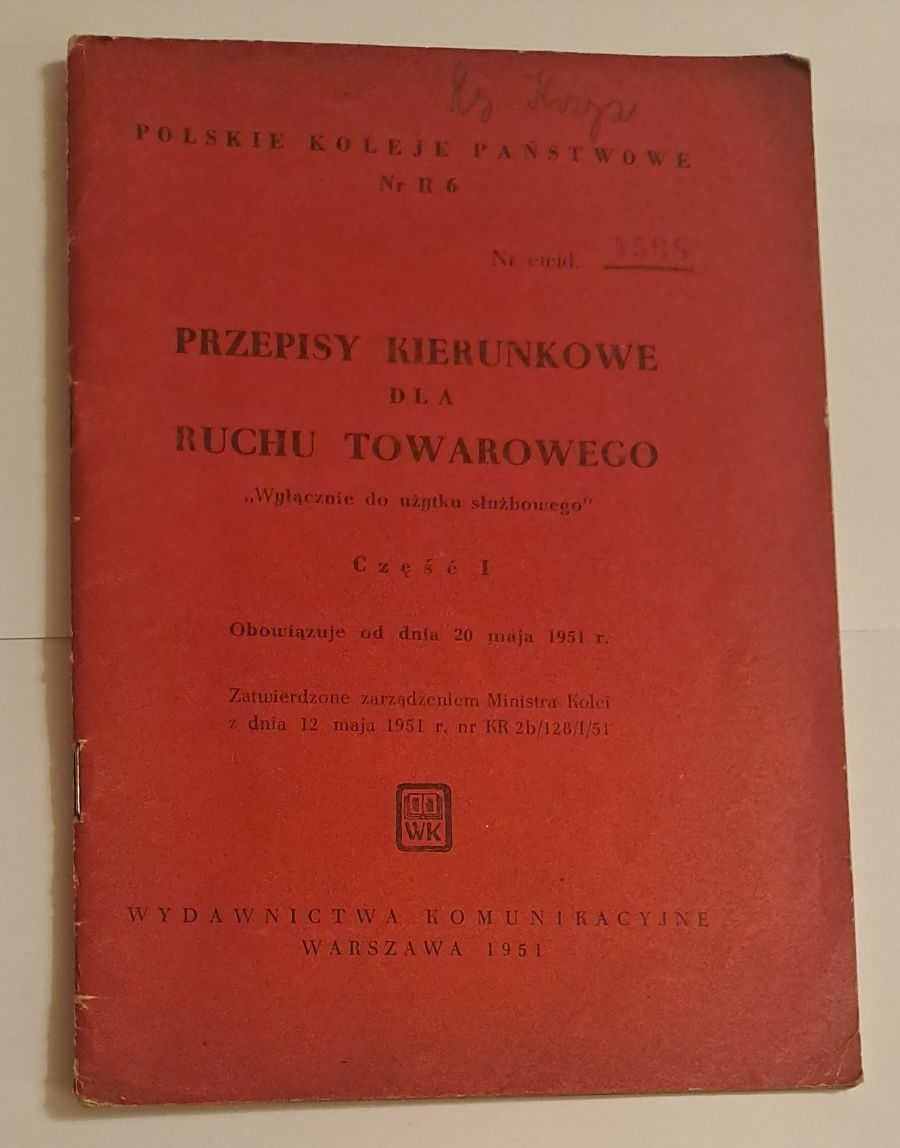 POLSKIE KOLEJE PAŃSTWOWE
Nr R 6
Nr ewid.
PRZEPISY KIERUNKOWE
DLA
RUCHU TOWAROWEGO
„Wyłącznie do użytku służbowego”
Część I
Obowiązuje od dnia 20 maja 1951 r.
Zatwierdzone zarządzeniem Ministra Kolei
z dnia 12 maja 1951 r. nr KR 2b/128/I/51
WK
WYDAWNICTWA KOMUNIKACYJNE
WARSZAWA 1951